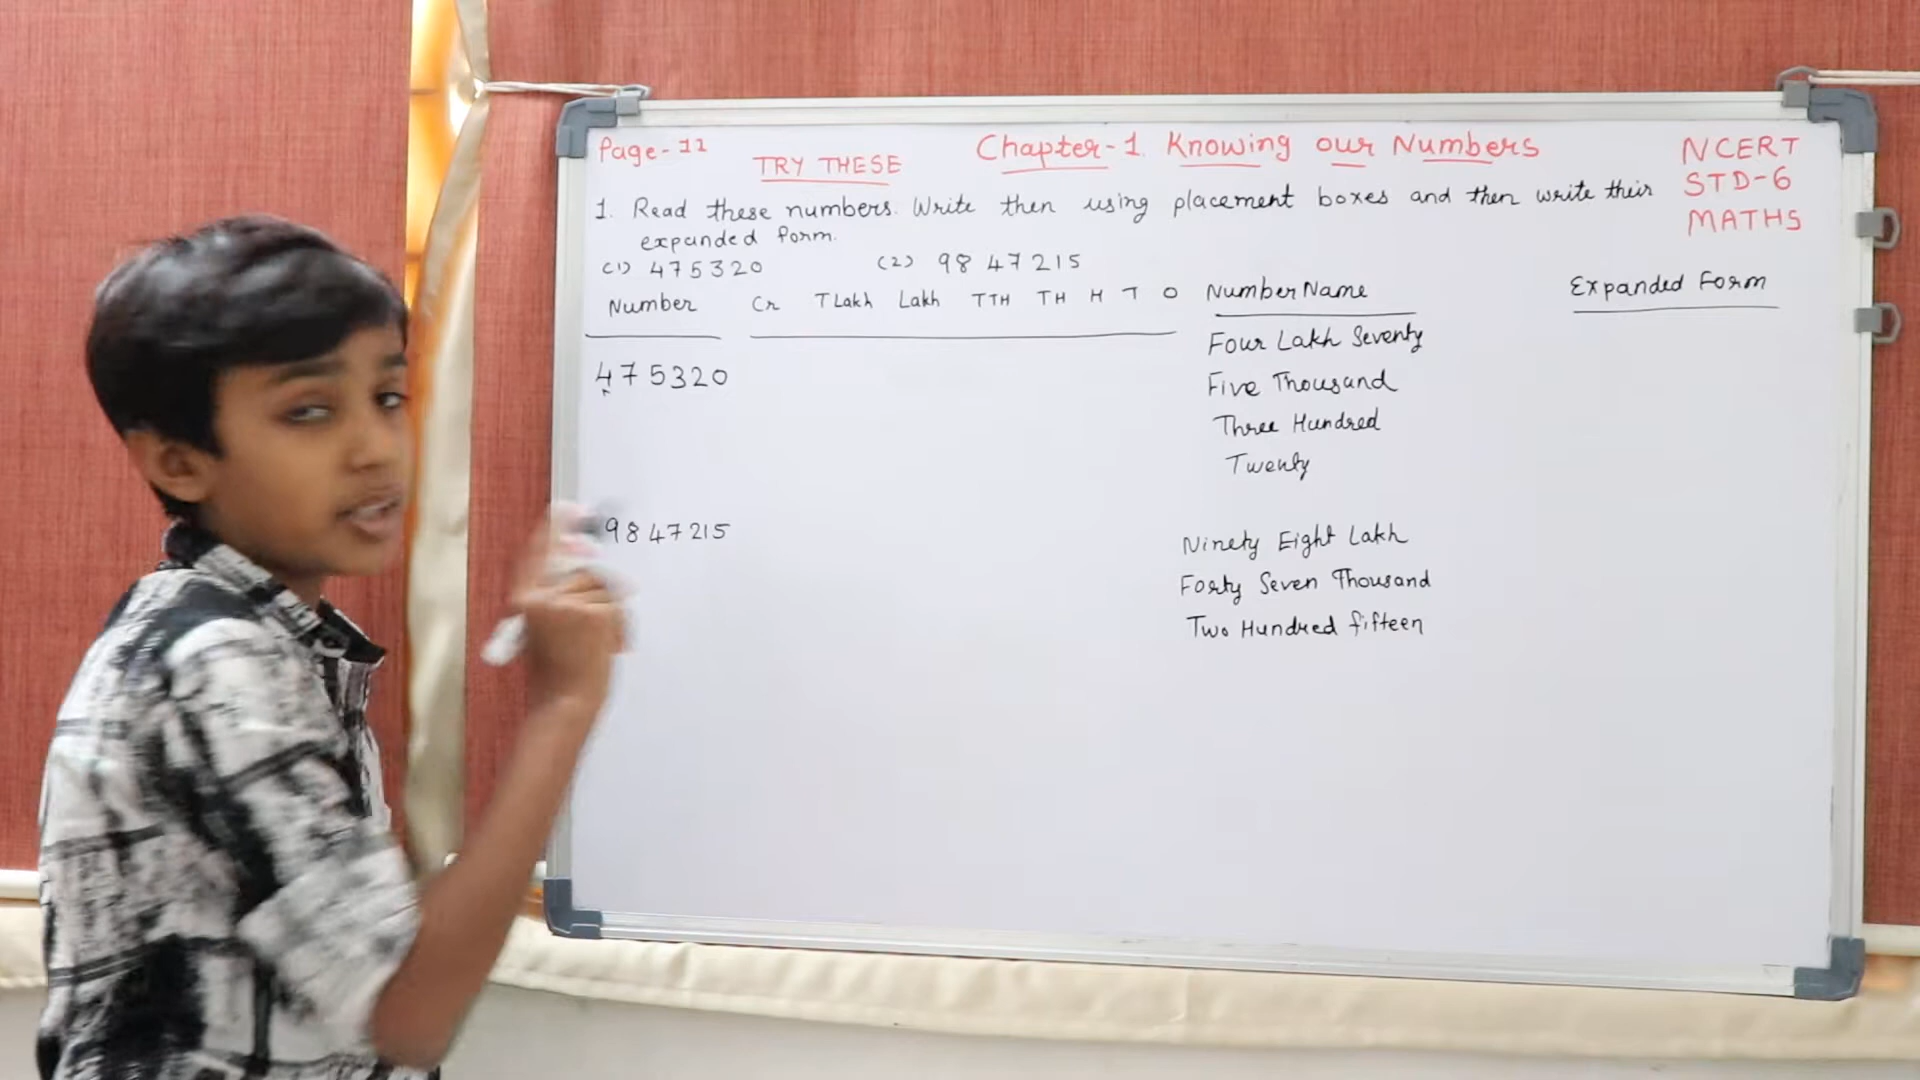 Page-11
TRY THESE
Chapter-1. Knowing our Numbers
NCERT
STD-6
MATHS
1. Read these numbers. Write then using placement boxes and then write their
expanded form.
(1) 475320 (2) 98 47 215
Number Cr TLakh Lakh TTH TH H T O Number Name Expanded Form
475320
Four Lakh Seventy
Five Thousand
Three Hundred
Twenty
9847215
Ninety Eight Lakh
Forty Seven Thousand
Two Hundred fifteen